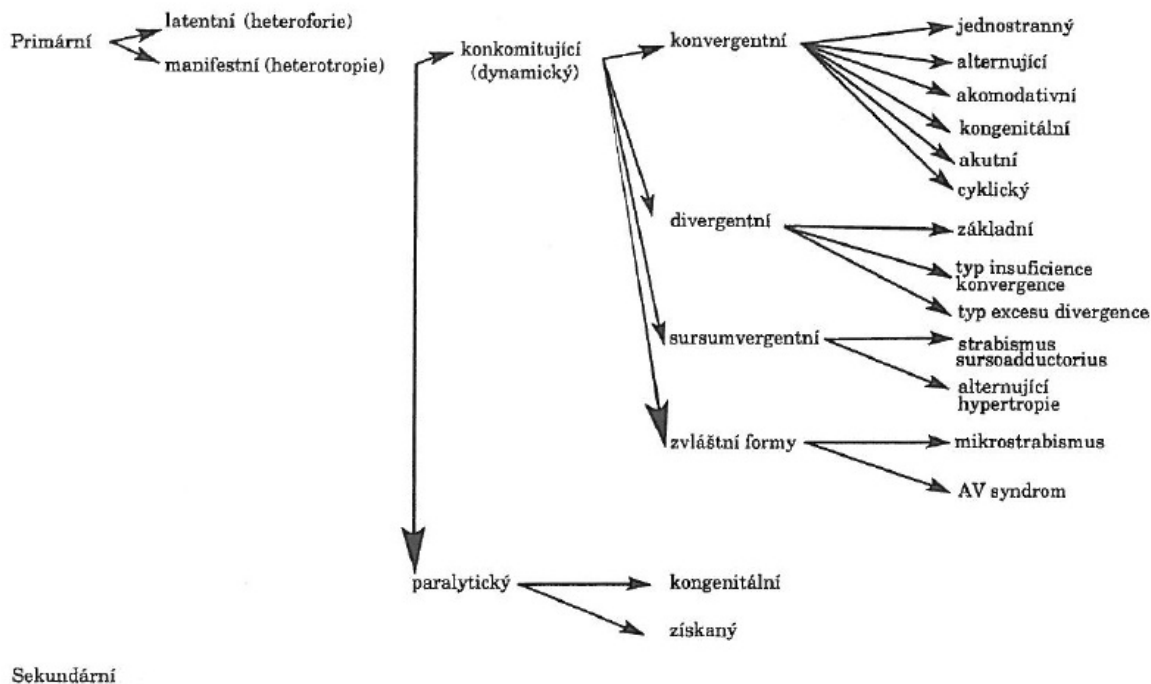 Primární
latentní (heteroforie)
manifestní (heterotropie)
konkomitující
(dynamický)
konvergentní
jednostranný
alternující
akomodativní
kongenitální
akutní
cyklický
divergentní
základní
typ insuficience
konvergence
typ excesu divergence
sursumvergentní
strabismus
sursoadductorius
alternující
hypertropie
zvláštní formy
mikrostrabismus
AV syndrom
paralytický
kongenitální
získaný
Sekundární